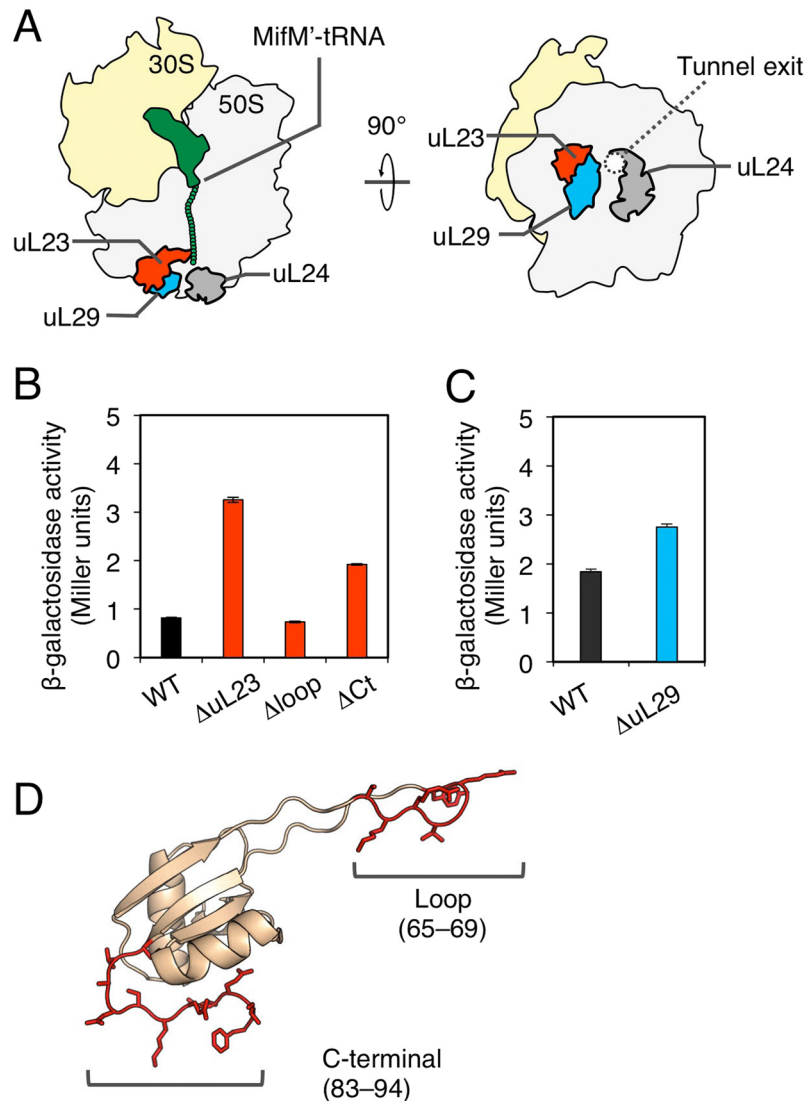 A
MifM’-tRNA
30S
50S
uL23
uL24
uL29
90°
Tunnel exit
uL23
uL24
uL29
B
β-galactosidase activity
(Miller units)
5
4
3
2
1
0
WT
ΔuL23
Δloop
ΔCt
C
β-galactosidase activity
(Miller units)
5
4
3
2
1
0
WT
ΔuL29
D
Loop
(65–69)
C-terminal
(83–94)